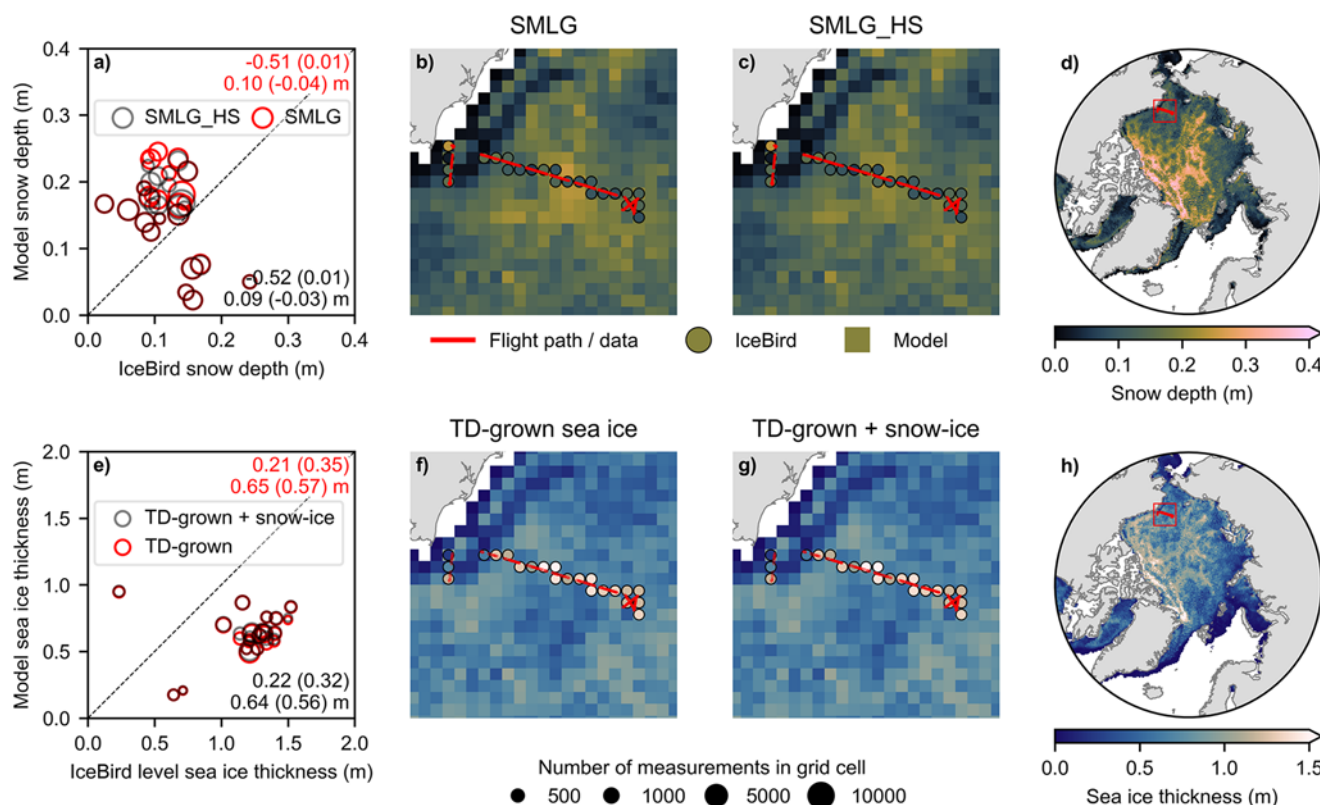 SMLG
SMLG_HS
a)
-0.51 (0.01)
0.10 (-0.04) m
SMLG_HS
SMLG
-0.52 (0.01)
0.09 (-0.03) m
0.4
0.3
0.2
0.1
0.0
Model snow depth (m)
0.0 0.1 0.2 0.3 0.4
IceBird snow depth (m)
b)
c)
d)
Flight path / data
IceBird
Model
0.0 0.1 0.2 0.3 0.4
Snow depth (m)
TD-grown sea ice
TD-grown + snow-ice
e)
0.21 (0.35)
0.65 (0.57) m
TD-grown + snow-ice
TD-grown
0.22 (0.32)
0.64 (0.56) m
2.0
1.5
1.0
0.5
0.0
Model sea ice thickness (m)
0.0 0.5 1.0 1.5 2.0
IceBird level sea ice thickness (m)
f)
g)
h)
Number of measurements in grid cell
500 1000 5000 10000
0.0 0.5 1.0 1.5
Sea ice thickness (m)